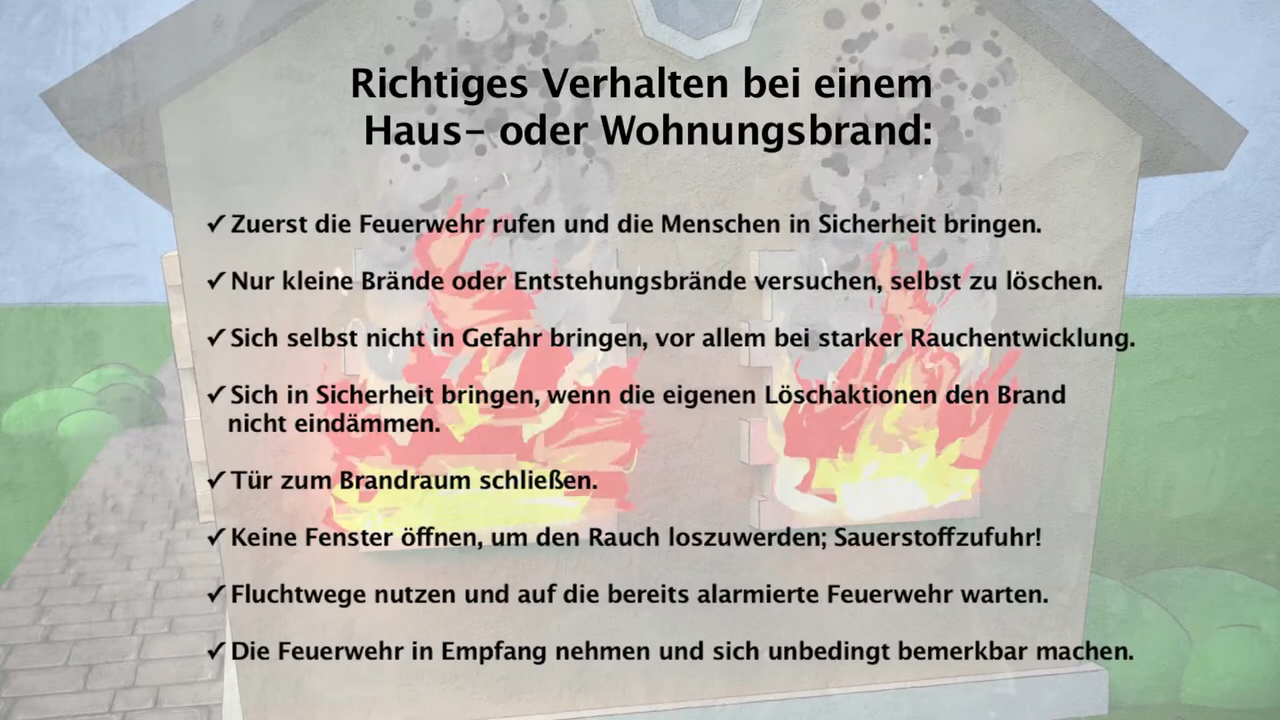 Richtiges Verhalten bei einem
Haus- oder Wohnungsbrand:
✓ Zuerst die Feuerwehr rufen und die Menschen in Sicherheit bringen.
✓ Nur kleine Brände oder Entstehungsbrände versuchen, selbst zu löschen.
✓ Sich selbst nicht in Gefahr bringen, vor allem bei starker Rauchentwicklung.
✓ Sich in Sicherheit bringen, wenn die eigenen Löschaktionen den Brand
nicht eindämmen.
✓ Tür zum Brandraum schließen.
✓ Keine Fenster öffnen, um den Rauch loszuwerden; Sauerstoffzufuhr!
✓ Fluchtwege nutzen und auf die bereits alarmierte Feuerwehr warten.
✓ Die Feuerwehr in Empfang nehmen und sich unbedingt bemerkbar machen.